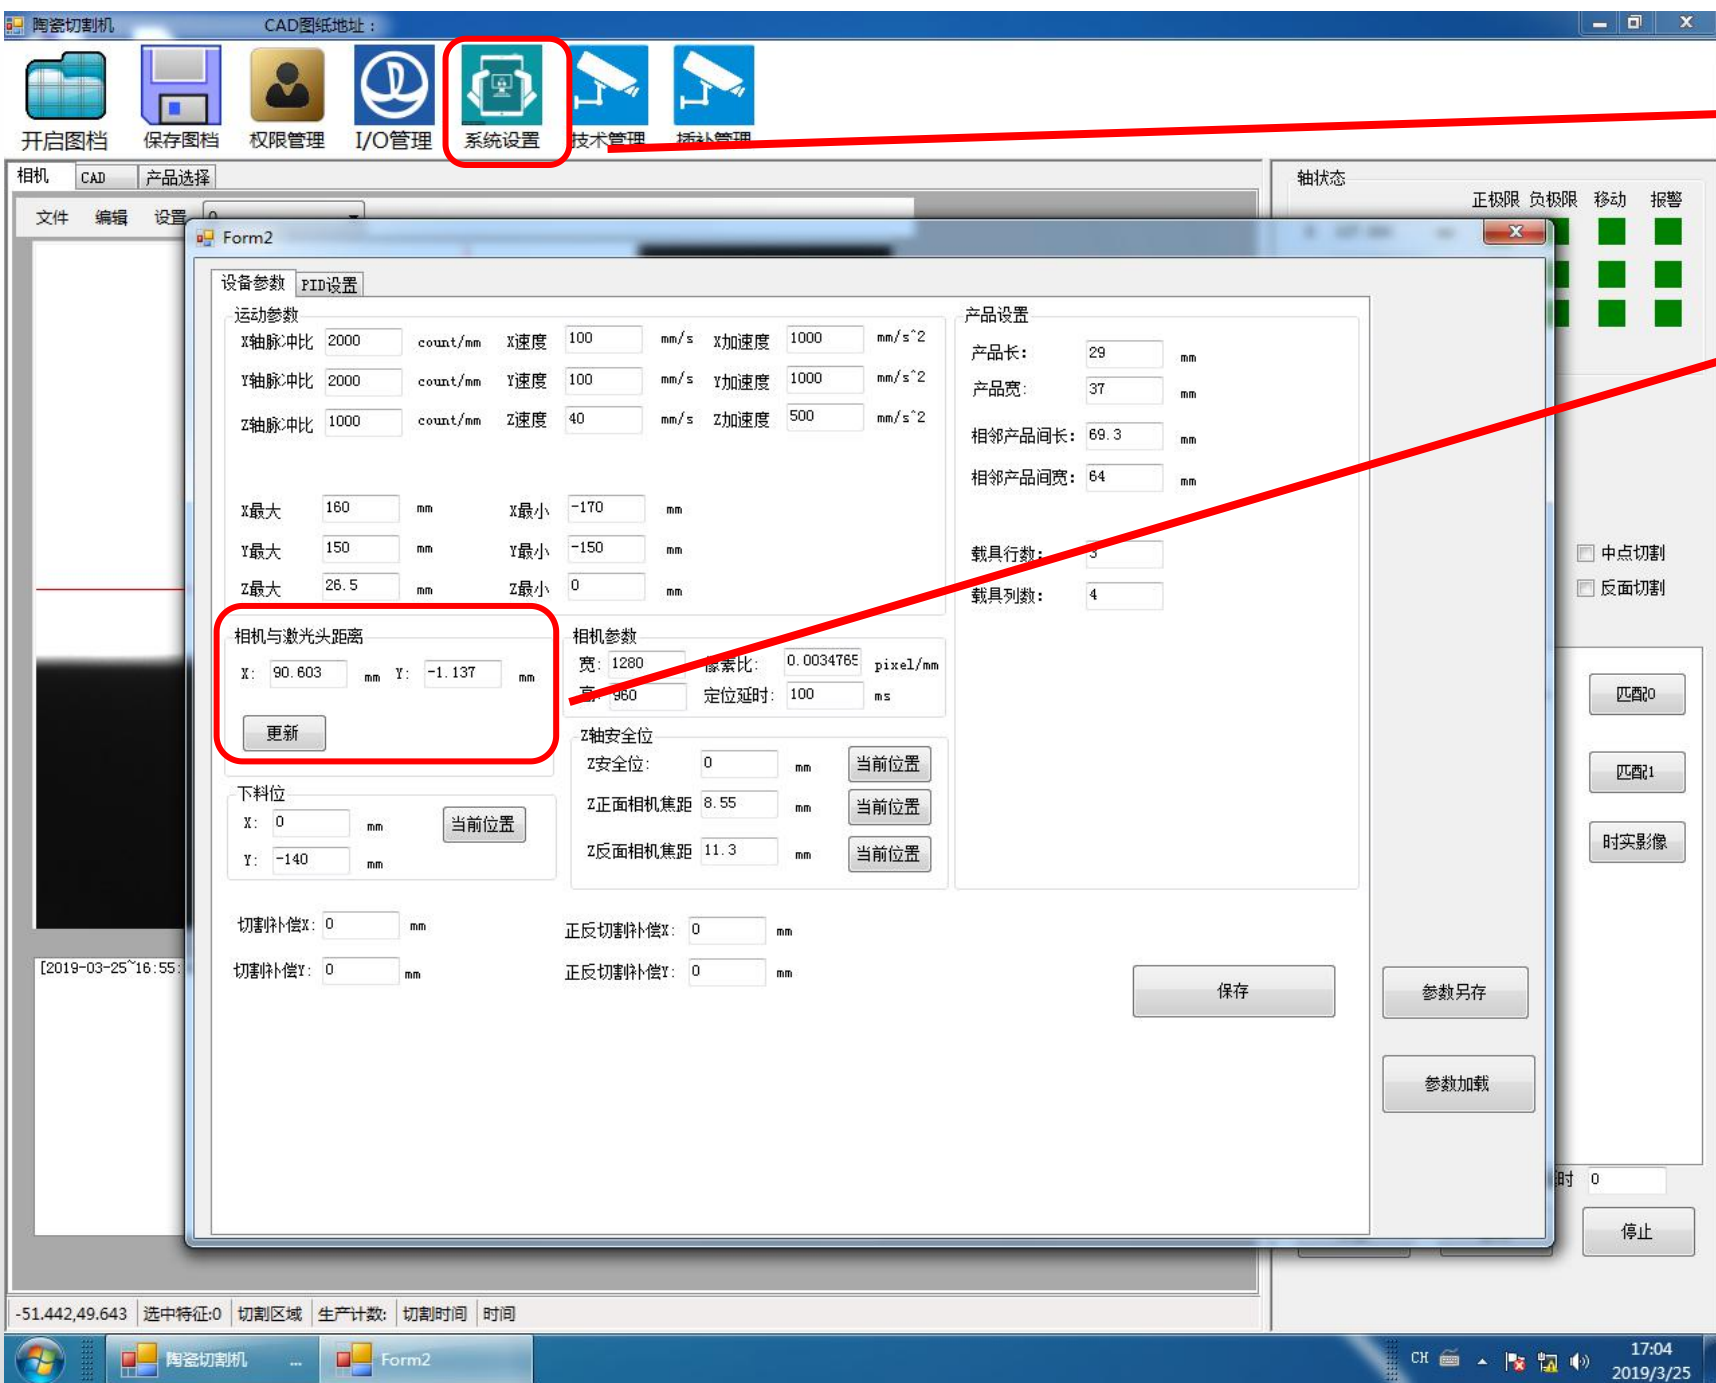 陶瓷切割机 CAD图纸地址：
开启图档 保存图档 权限管理 I/O管理 系统设置 技术管理 插补管理
相机 CAD 产品选择
文件 编辑 设置 0
轴状态
正极限 负极限 移动 报警
Form2
设备参数 PID设置
运动参数
X轴脉冲比 2000 count/mm X速度 100 mm/s X加速度 1000 mm/s^2
Y轴脉冲比 2000 count/mm Y速度 100 mm/s Y加速度 1000 mm/s^2
Z轴脉冲比 1000 count/mm Z速度 40 mm/s Z加速度 500 mm/s^2
X最大 160 mm X最小 -170 mm
Y最大 150 mm Y最小 -150 mm
Z最大 26.5 mm Z最小 0 mm
产品设置
产品长: 29 mm
产品宽: 37 mm
相邻产品间长: 69.3 mm
相邻产品间宽: 64 mm
载具行数: 3
载具列数: 4
相机与激光头距离
X: 90.603 mm Y: -1.137 mm
更新
相机参数
宽: 1280 像素比: 0.0034765 pixel/mm
高: 960 定位延时: 100 ms
Z轴安全位
Z安全位: 0 mm 当前位置
Z正面相机焦距 8.55 mm 当前位置
Z反面相机焦距 11.3 mm 当前位置
下料位
X: 0 mm 当前位置
Y: -140 mm
切割补偿X: 0 mm 正反切割补偿X: 0 mm
切割补偿Y: 0 mm 正反切割补偿Y: 0 mm
保存
参数另存
参数加载
中点切割
反面切割
匹配0
匹配1
时实影像
[2019-03-25~16:55:
时 0
停止
-51.442,49.643 选中特征:0 切割区域 生产计数: 切割时间 时间
陶瓷切割机 ... Form2
CH 17:04
2019/3/25